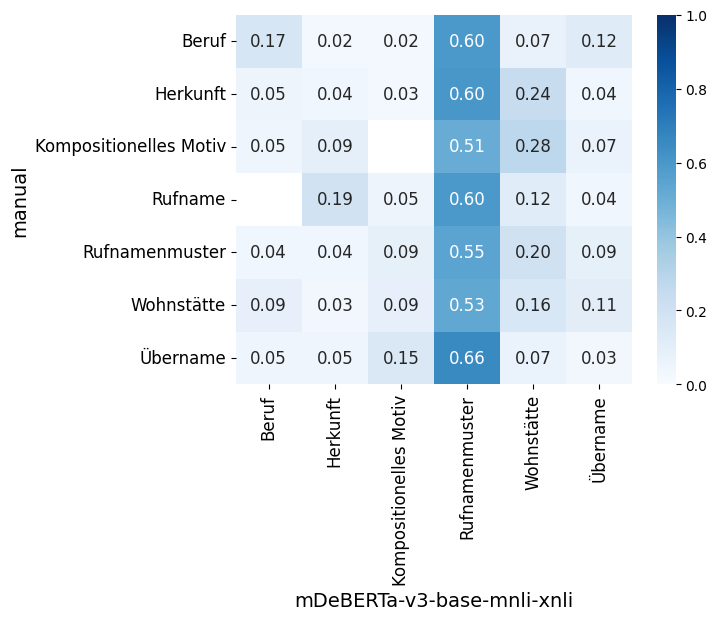 Beruf 0.17 0.02 0.02 0.60 0.07 0.12
Herkunft 0.05 0.04 0.03 0.60 0.24 0.04
Kompositionelles Motiv 0.05 0.09 0.51 0.28 0.07
Rufname 0.19 0.05 0.60 0.12 0.04
Rufnamenmuster 0.04 0.04 0.09 0.55 0.20 0.09
Wohnstätte 0.09 0.03 0.09 0.53 0.16 0.11
Übername 0.05 0.05 0.15 0.66 0.07 0.03
manual
Beruf
Herkunft
Kompositionelles Motiv
Rufnamenmuster
Wohnstätte
Übername
mDeBERTa-v3-base-mnli-xnli
1.0
0.8
0.6
0.4
0.2
0.0